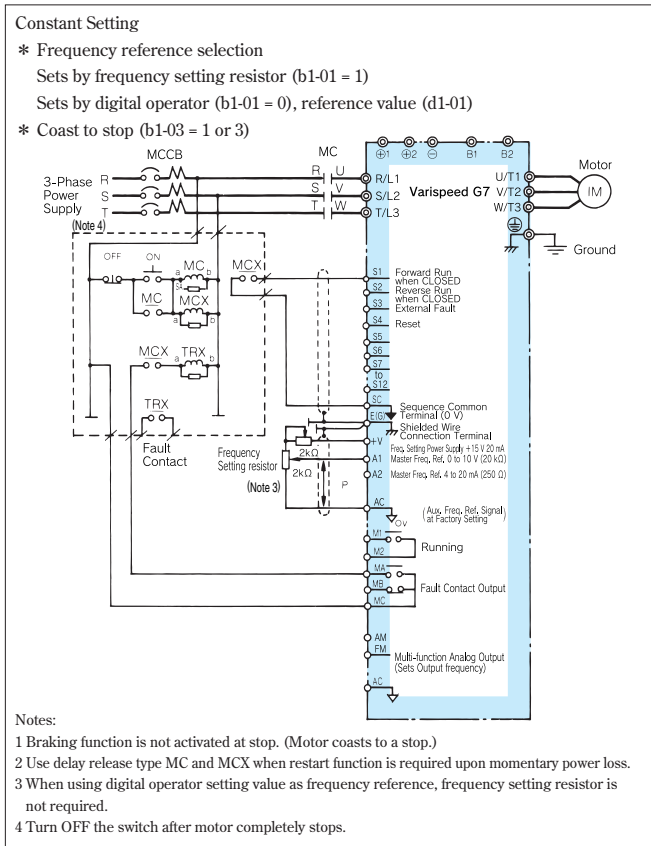 Constant Setting
* Frequency reference selection
Sets by frequency setting resistor (b1-01 = 1)
Sets by digital operator (b1-01 = 0), reference value (d1-01)
* Coast to stop (b1-03 = 1 or 3)
MCCB
MC
⊕1 ⊕2 ⊖ B1 B2
3-Phase
Power
Supply
(Note 4)
R
S
T
R U
S V
T W
R/L1
S/L2
T/L3
Varispeed G7
U/T1
V/T2
W/T3
Motor
IM
Ground
OFF ON
a MC b
S4
MCX
MC
MCX
a b
MCX
a TRX b
TRX
Fault
Contact
S1 Forward Run
when CLOSED
S2 Reverse Run
when CLOSED
S3 External Fault
S4 Reset
S5
S6
S7
to
S12
SC
Sequence Common
Terminal (0 V)
E(G)
Shielded Wire
Connection Terminal
+V Freq. Setting Power Supply +15 V 20 mA
A1 Master Freq. Ref. 0 to 10 V (20 kΩ)
A2 Master Freq. Ref. 4 to 20 mA (250 Ω)
Frequency
Setting resistor
(Note 3)
2kΩ
2kΩ
P
AC
0V
(Aux. Freq. Ref. Signal
at Factory Setting)
M1
M2
Running
MA
MB
MC
Fault Contact Output
AM
FM
Multi-function Analog Output
(Sets Output frequency)
AC
Notes:
1 Braking function is not activated at stop. (Motor coasts to a stop.)
2 Use delay release type MC and MCX when restart function is required upon momentary power loss.
3 When using digital operator setting value as frequency reference, frequency setting resistor is
not required.
4 Turn OFF the switch after motor completely stops.